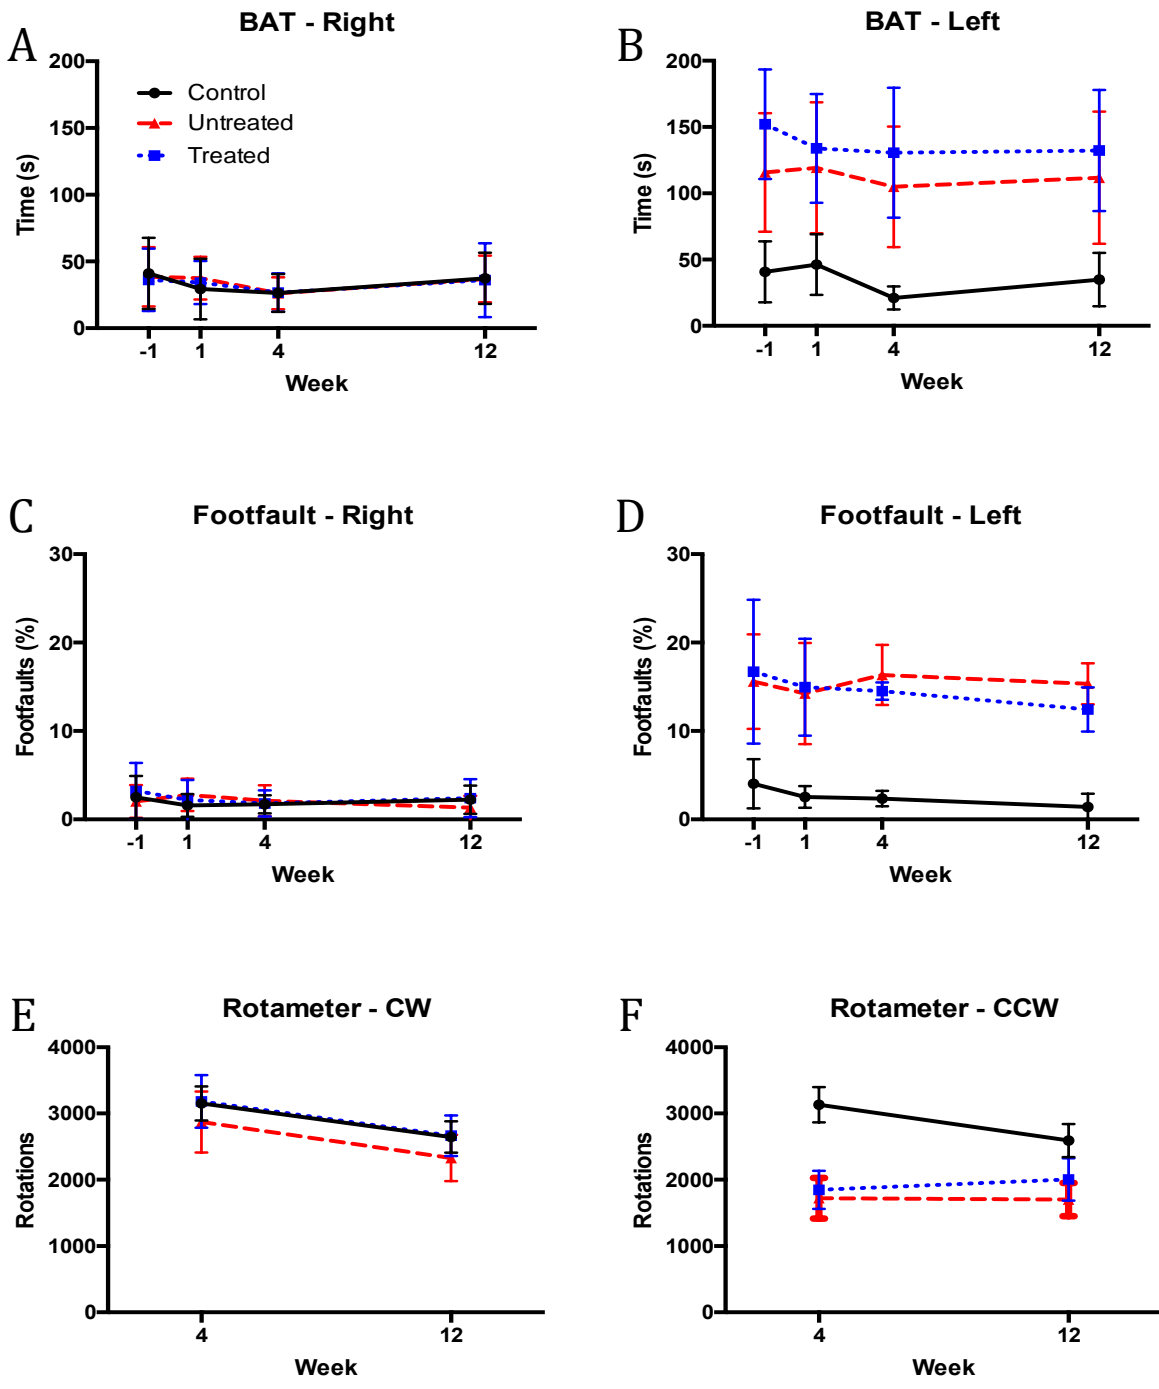 A
BAT - Right
200
150
100
50
0
Time (s)
Control
Untreated
Treated
-1 1 4 12
Week
B
BAT - Left
200
150
100
50
0
Time (s)
-1 1 4 12
Week
C
Footfault - Right
30
20
10
0
Footfaults (%)
-1 1 4 12
Week
D
Footfault - Left
30
20
10
0
Footfaults (%)
-1 1 4 12
Week
E
Rotameter - CW
4000
3000
2000
1000
0
Rotations
4 12
Week
F
Rotameter - CCW
4000
3000
2000
1000
0
Rotations
4 12
Week